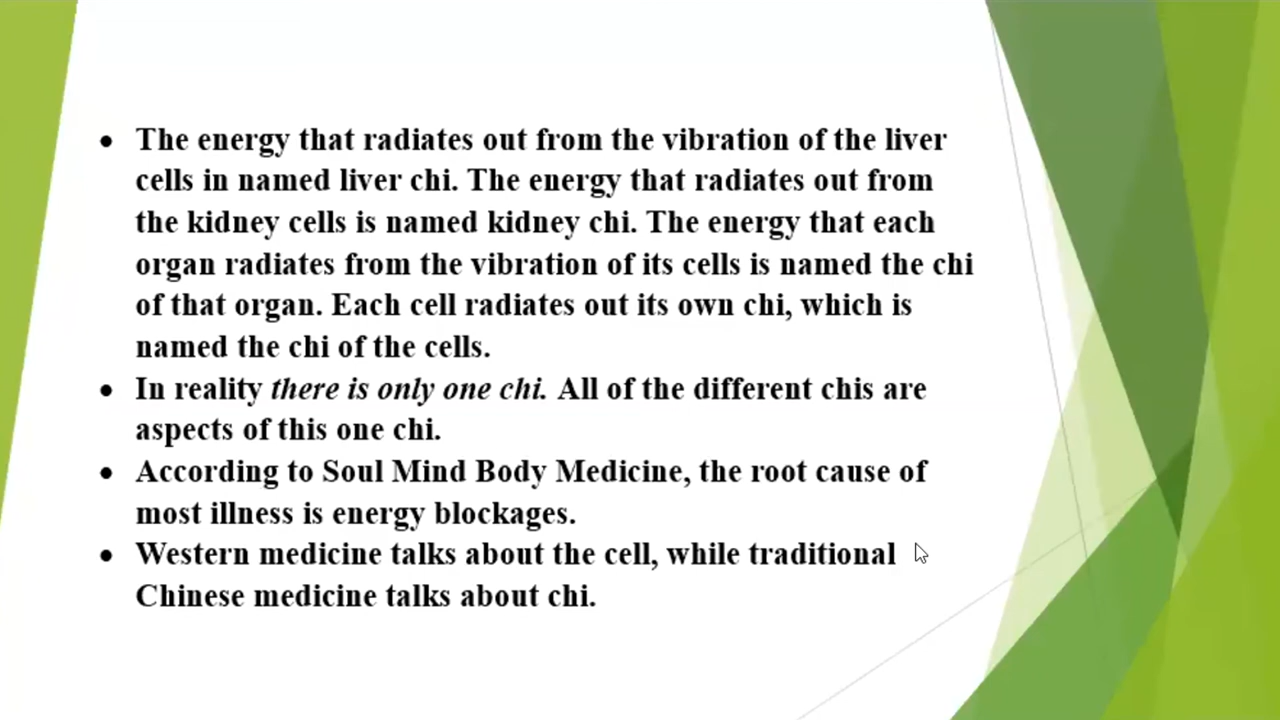 • The energy that radiates out from the vibration of the liver
cells in named liver chi. The energy that radiates out from
the kidney cells is named kidney chi. The energy that each
organ radiates from the vibration of its cells is named the chi
of that organ. Each cell radiates out its own chi, which is
named the chi of the cells.
• In reality there is only one chi. All of the different chis are
aspects of this one chi.
• According to Soul Mind Body Medicine, the root cause of
most illness is energy blockages.
• Western medicine talks about the cell, while traditional
Chinese medicine talks about chi.